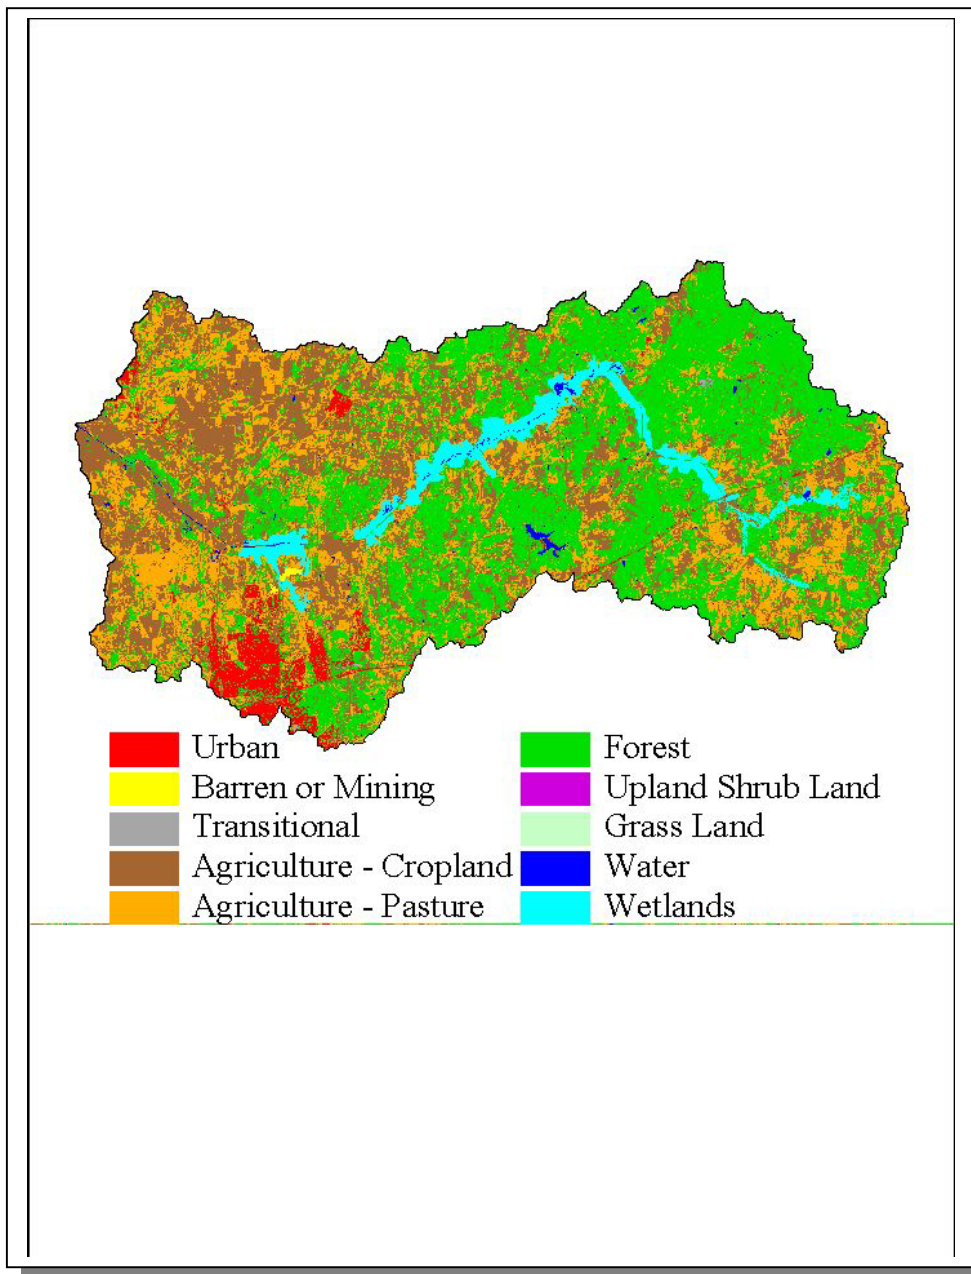 Urban
Barren or Mining
Transitional
Agriculture - Cropland
Agriculture - Pasture
Forest
Upland Shrub Land
Grass Land
Water
Wetlands